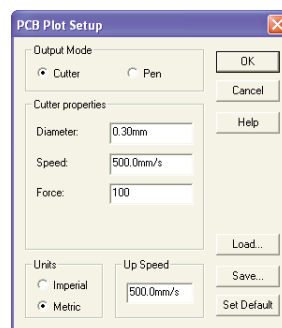 PCB Plot Setup
Output Mode
Cutter
Pen
OK
Cancel
Help
Cutter properties
Diameter: 0.30mm
Speed: 500.0mm/s
Force: 100
Units
Imperial
Metric
Up Speed
500.0mm/s
Load...
Save...
Set Default